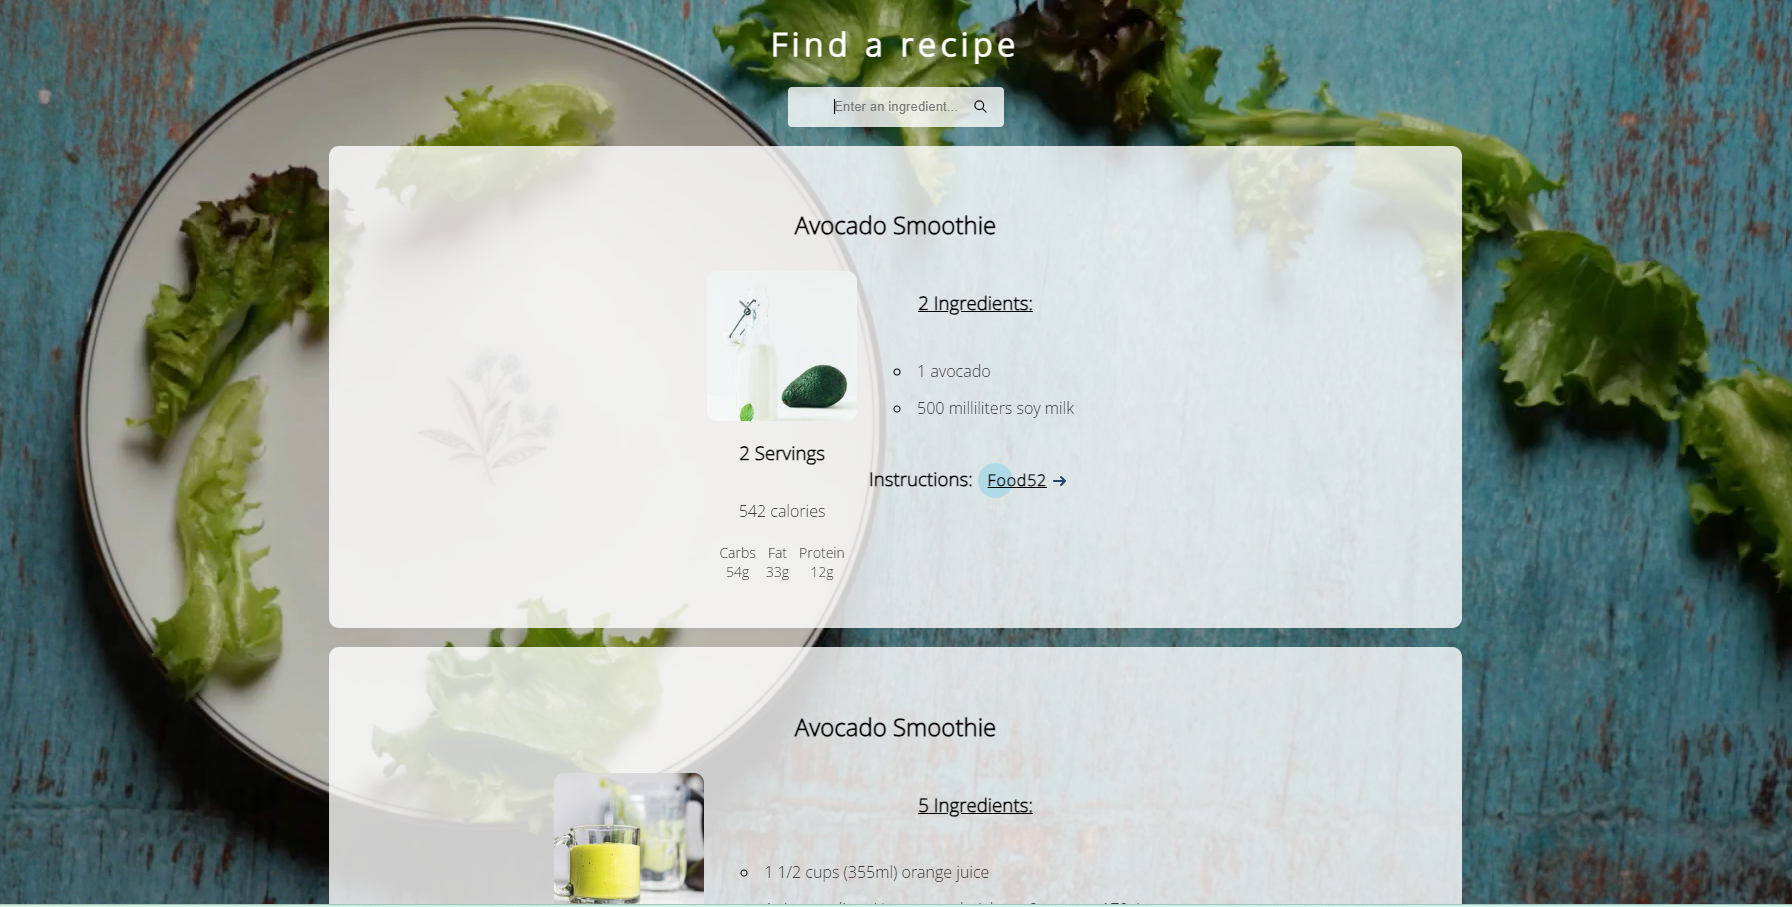 Find a recipe
Enter an ingredient...
Avocado Smoothie
2 Ingredients:
1 avocado
500 milliliters soy milk
2 Servings
Instructions: Food52
542 calories
Carbs Fat Protein
54g 33g 12g
Avocado Smoothie
5 Ingredients:
1 1/2 cups (355ml) orange juice